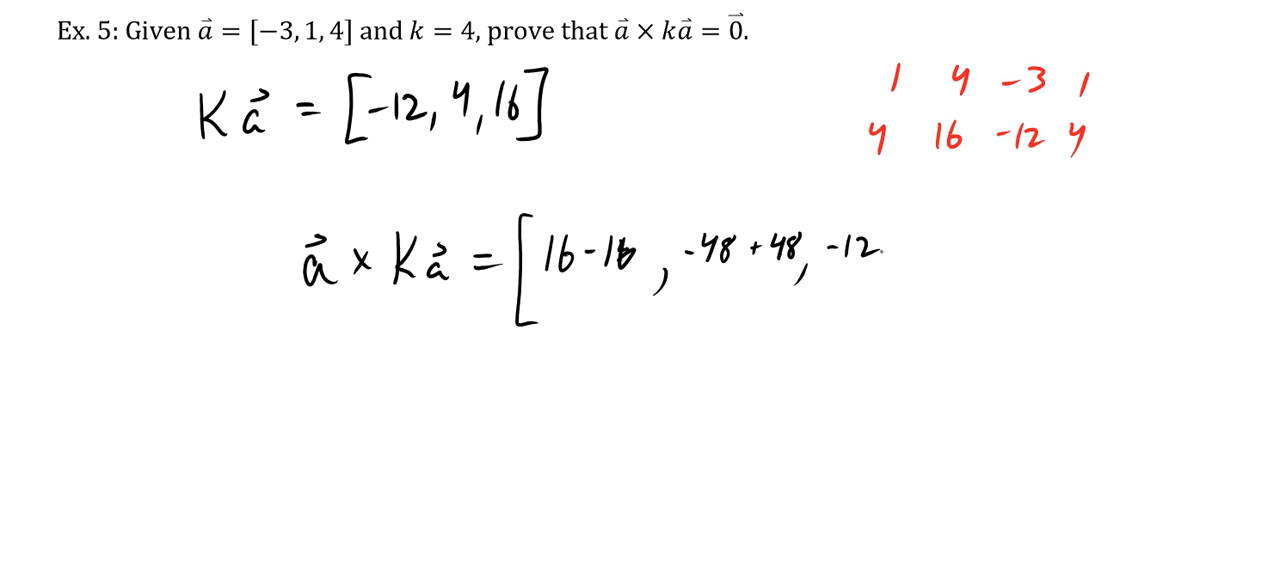 Ex. 5: Given a⃗ = [−3, 1, 4] and k = 4, prove that a⃗ × ka⃗ = 0⃗.
1 4 -3 1
Ka⃗ = [-12, 4, 16]
4 16 -12 4
a⃗ × Ka⃗ = [16-16, -48+48, -12